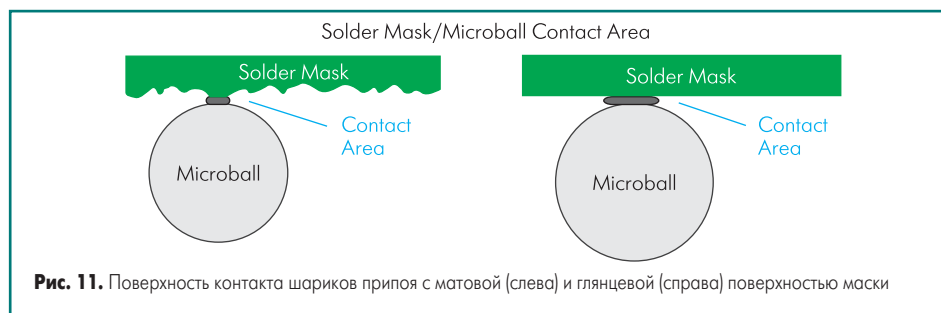 Solder Mask/Microball Contact Area
Solder Mask
Contact
Area
Microball
Solder Mask
Contact
Area
Microball
Рис. 11. Поверхность контакта шариков припоя с матовой (слева) и глянцевой (справа) поверхностью маски